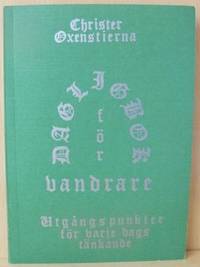 Christer
Oxenstierna
DAGLIGBOK
för
vandrare
Utgångspunkter
för varje dags
tänkande